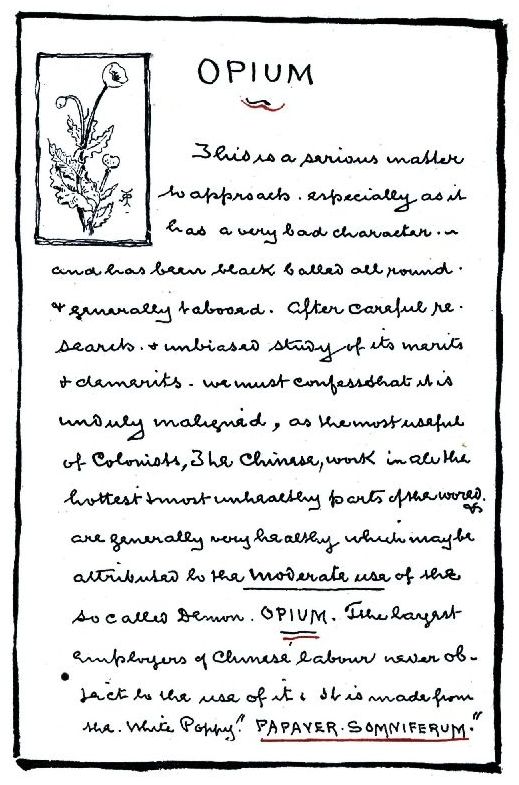 OPIUM
This is a serious matter
to approach. especially as it
has a very bad character. ~
and has been black balled all round.
& generally tabooed. After careful re-
search. & unbiased study of its merits
& demerits - we must confess that it is
unduly maligned, as the most useful
of Colonists, The Chinese, work in all the
hottest & most unhealthy parts of the world.
& are generally very healthy which may be
attributed to the moderate use of the
so called Demon. OPIUM. The largest
employers of Chinese labour never ob-
ject to the use of it. It is made from
the. White Poppy." PAPAVER. SOMNIFERUM."